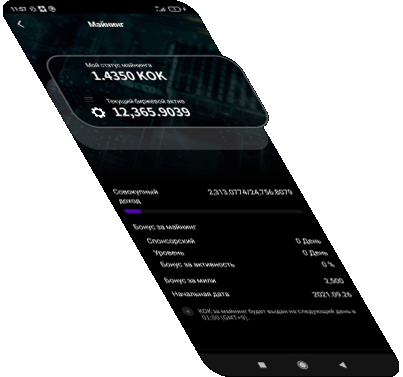 11:57
Майнинг
Мой статус майнинга
1.4350 KOK
Текущий биржевой актив
12,365.9039
Совокупный доход 2,313.0774/24,756.8079
Бонус за майнинг
Спонсорский 0 День
Уровень 0 День
Бонус за активность 0 %
Бонус за мили 2,500
Начальная дата 2021.09.26
КОК за майнинг будет выдан на следующий день в
01:00 (GMT+9).